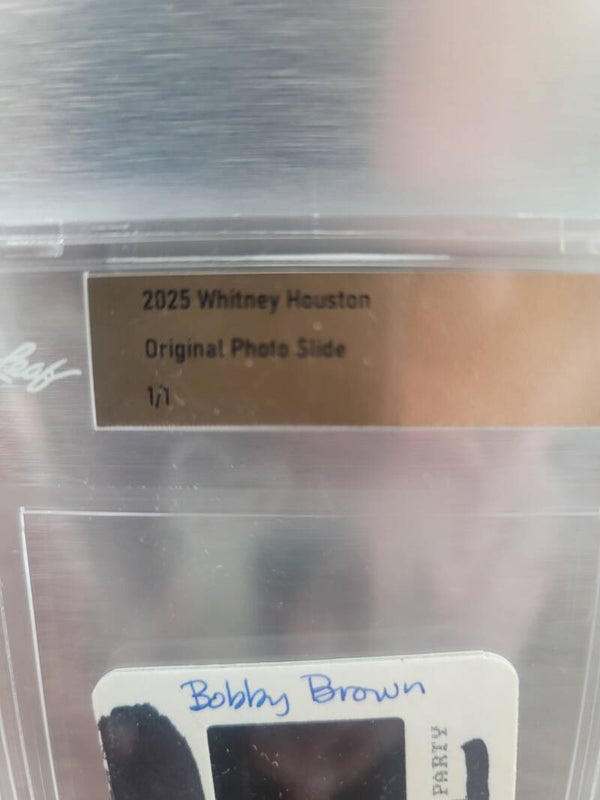 2025 Whitney Houston
Original Photo Slide
1/1
Leaf
Bobby Brown
PARTY